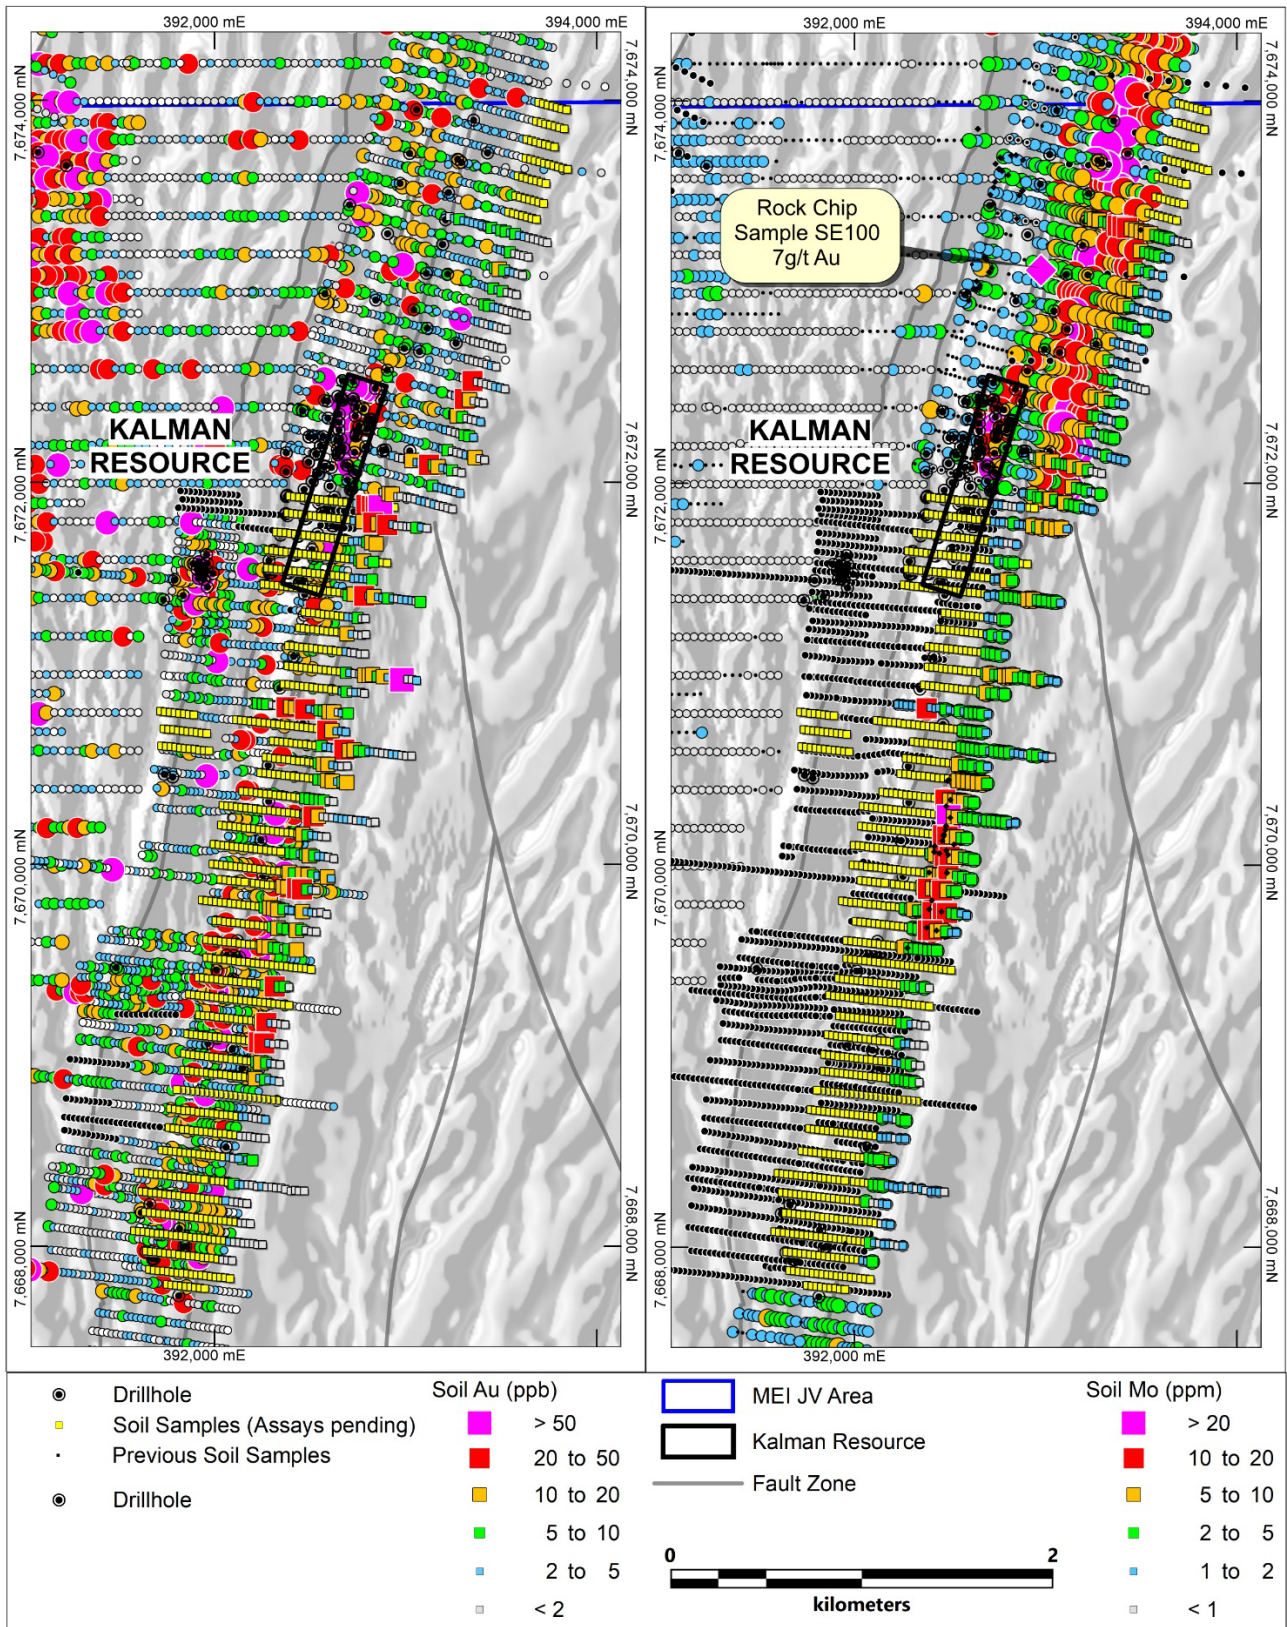 392,000 mE
394,000 mE
392,000 mE
394,000 mE
7,674,000 mN
7,674,000 mN
7,674,000 mN
7,674,000 mN
Rock Chip
Sample SE100
7g/t Au
KALMAN
RESOURCE
KALMAN
RESOURCE
7,672,000 mN
7,672,000 mN
7,672,000 mN
7,672,000 mN
7,670,000 mN
7,670,000 mN
7,670,000 mN
7,670,000 mN
7,668,000 mN
7,668,000 mN
7,668,000 mN
7,668,000 mN
392,000 mE
392,000 mE
Drillhole
Soil Samples (Assays pending)
Previous Soil Samples
Drillhole
Soil Au (ppb)
> 50
20 to 50
10 to 20
5 to 10
2 to 5
< 2
MEI JV Area
Kalman Resource
Fault Zone
0
2
kilometers
Soil Mo (ppm)
> 20
10 to 20
5 to 10
2 to 5
1 to 2
< 1